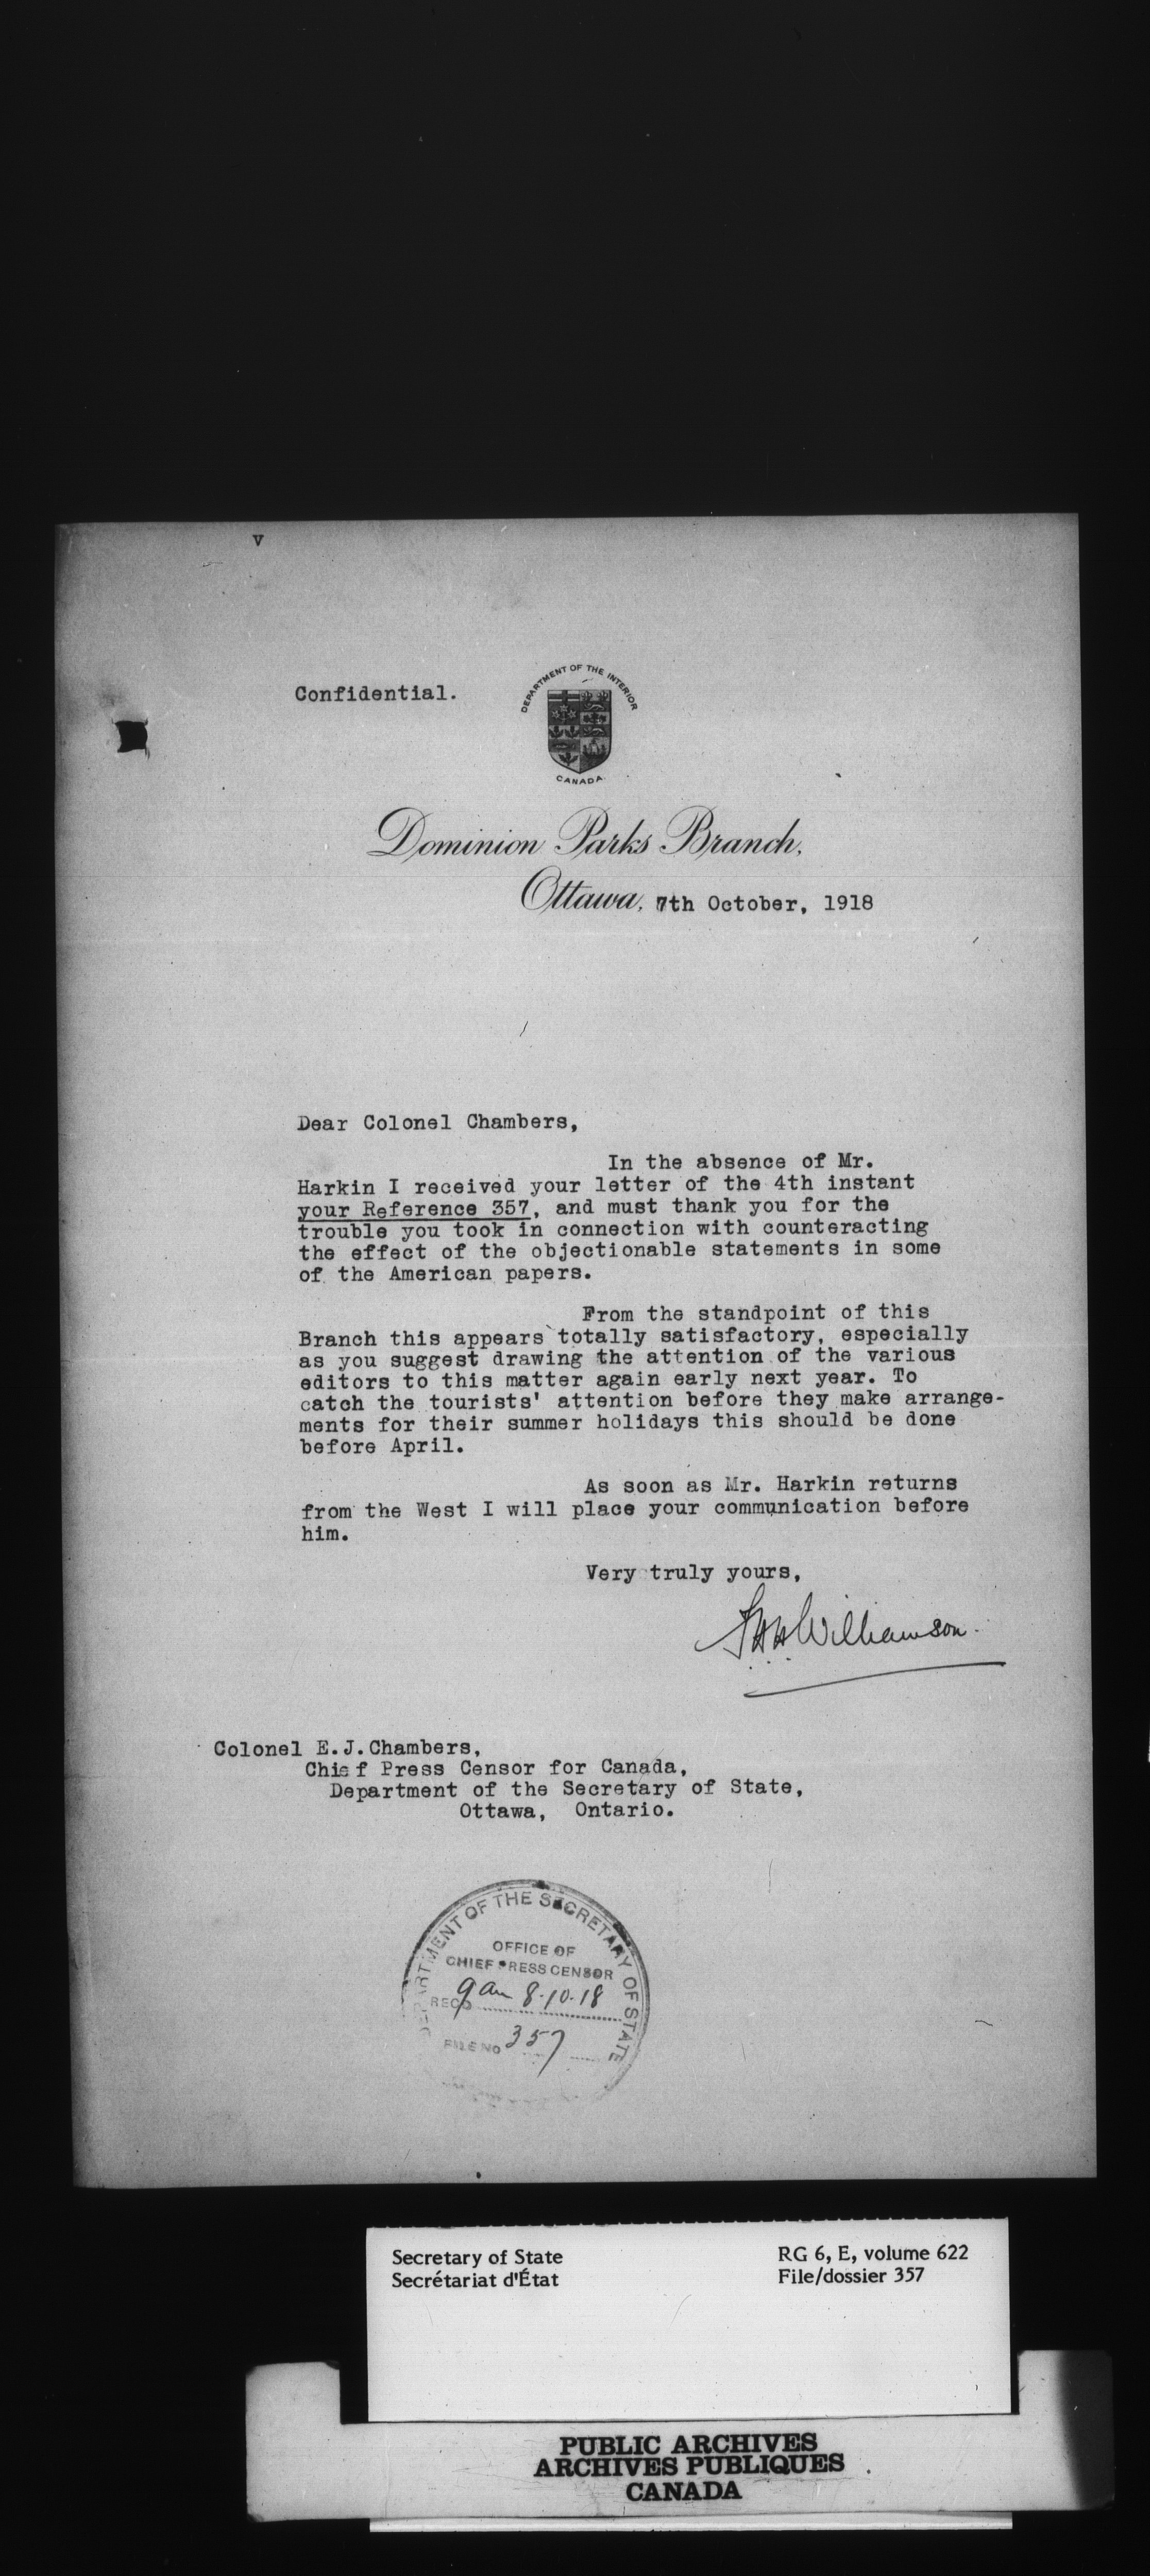 v
Confidential.
DEPARTMENT OF THE INTERIOR
CANADA
Dominion Parks Branch,
Ottawa, 7th October, 1918
Dear Colonel Chambers,
In the absence of Mr.
Harkin I received your letter of the 4th instant
your Reference 357, and must thank you for the
trouble you took in connection with counteracting
the effect of the objectionable statements in some
of the American papers.
From the standpoint of this
Branch this appears totally satisfactory, especially
as you suggest drawing the attention of the various
editors to this matter again early next year. To
catch the tourists' attention before they make arrange-
ments for their summer holidays this should be done
before April.
As soon as Mr. Harkin returns
from the West I will place your communication before
him.
Very truly yours,
Williamson.
Colonel E.J.Chambers,
Chief Press Censor for Canada,
Department of the Secretary of State,
Ottawa, Ontario.
DEPARTMENT OF THE SECRETARY OF STATE
OFFICE OF
CHIEF PRESS CENSOR
9am 8.10.18
RECD
FILE No 357
Secretary of State
Secrétariat d'État
RG 6, E, volume 622
File/dossier 357
PUBLIC ARCHIVES
ARCHIVES PUBLIQUES
CANADA